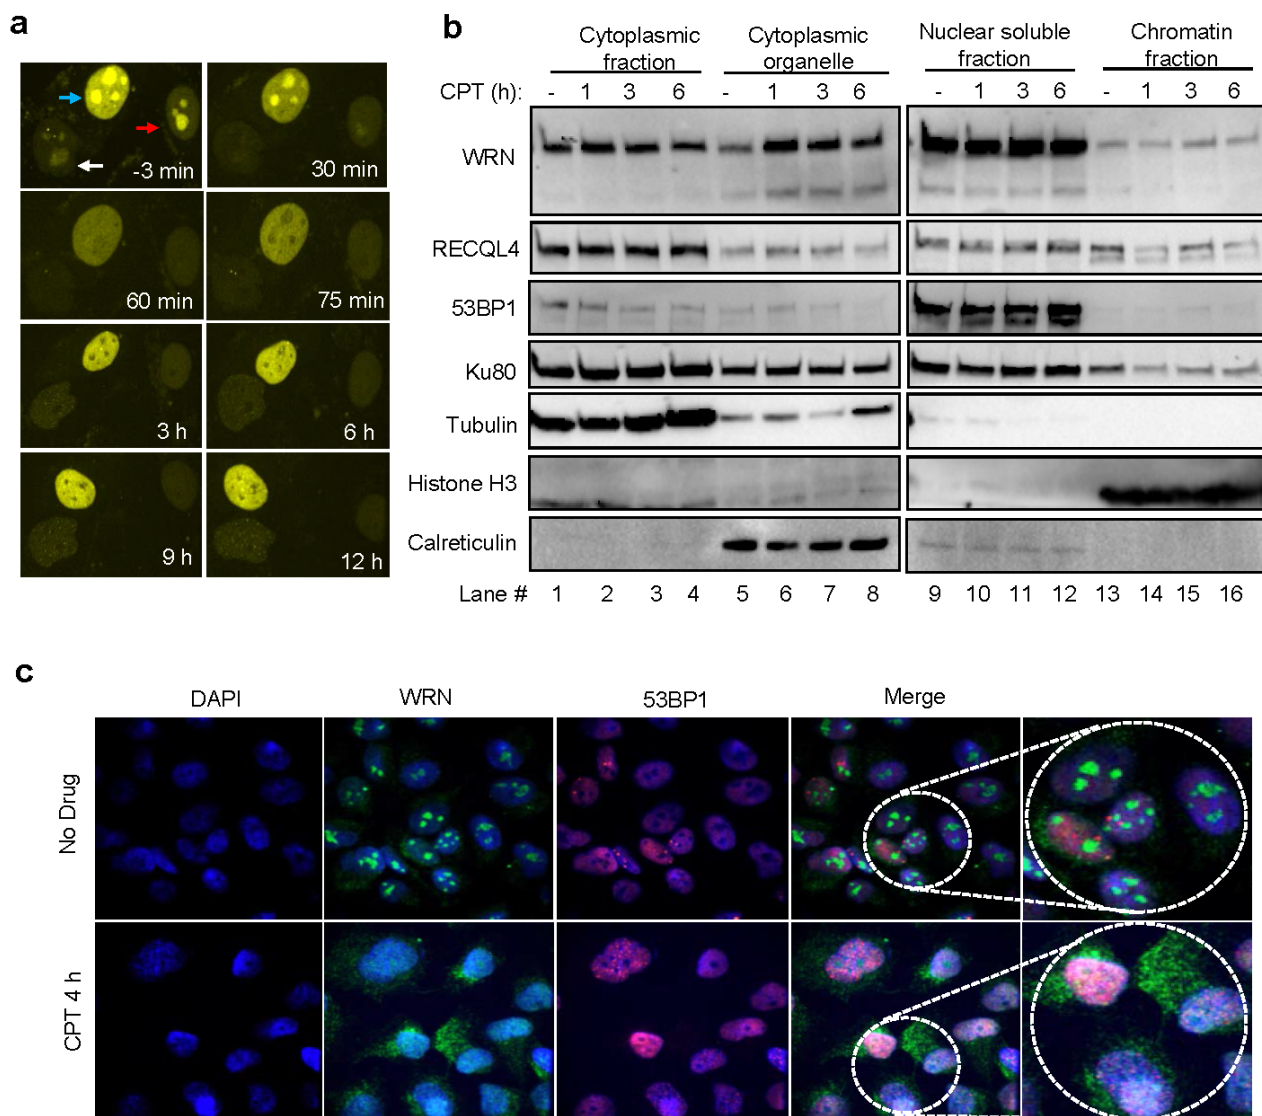 a
-3 min
30 min
60 min
75 min
3 h
6 h
9 h
12 h
b
Cytoplasmic fraction
Cytoplasmic organelle
Nuclear soluble fraction
Chromatin fraction
CPT (h): - 1 3 6 - 1 3 6 - 1 3 6 - 1 3 6
WRN
RECQL4
53BP1
Ku80
Tubulin
Histone H3
Calreticulin
Lane # 1 2 3 4 5 6 7 8 9 10 11 12 13 14 15 16
c
DAPI WRN 53BP1 Merge
No Drug
CPT 4 h